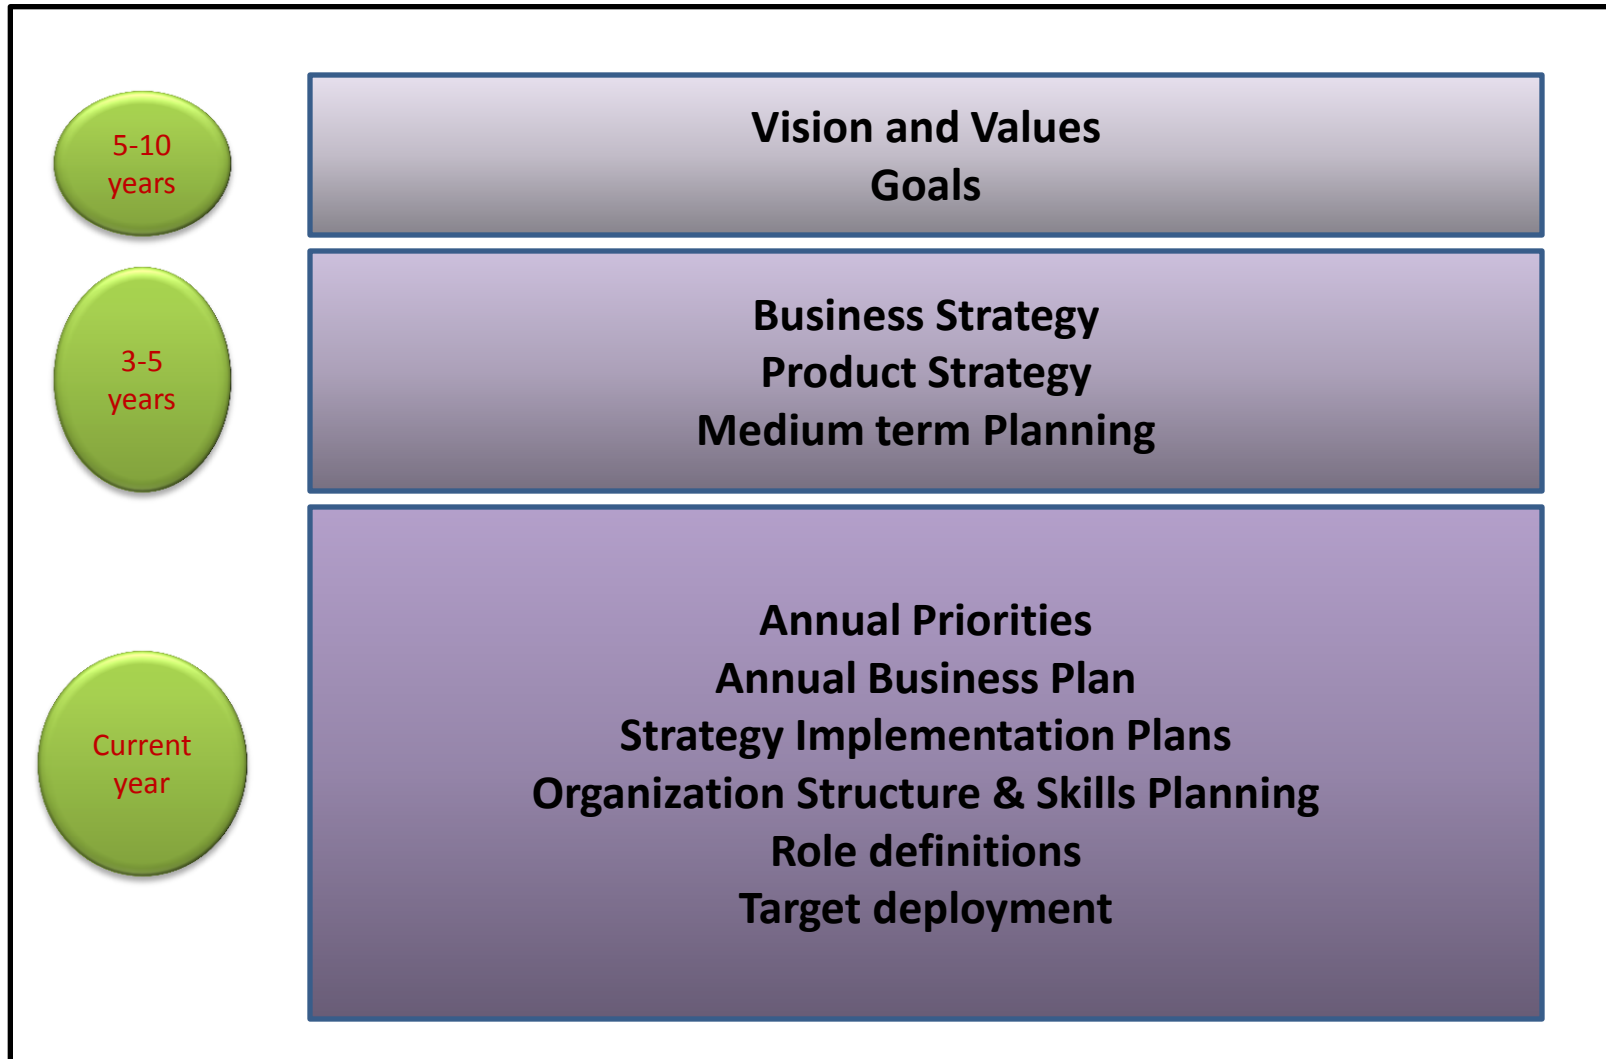 5-10
years
Vision and Values
Goals
3-5
years
Business Strategy
Product Strategy
Medium term Planning
Current
year
Annual Priorities
Annual Business Plan
Strategy Implementation Plans
Organization Structure & Skills Planning
Role definitions
Target deployment